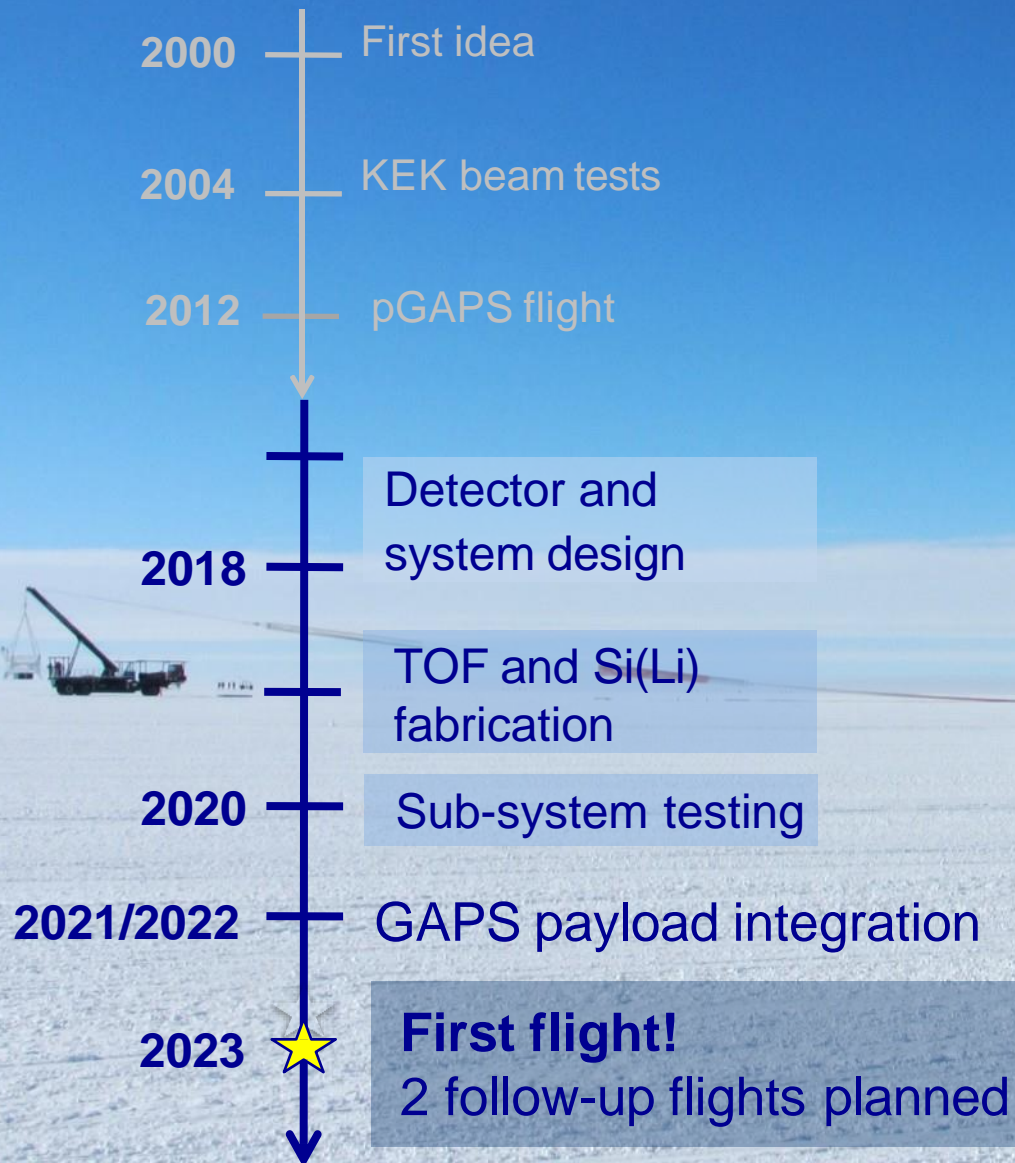 2000 First idea
2004 KEK beam tests
2012 pGAPS flight
Detector and
2018 system design
TOF and Si(Li)
fabrication
2020 Sub-system testing
2021/2022 GAPS payload integration
First flight!
2023
2 follow-up flights planned